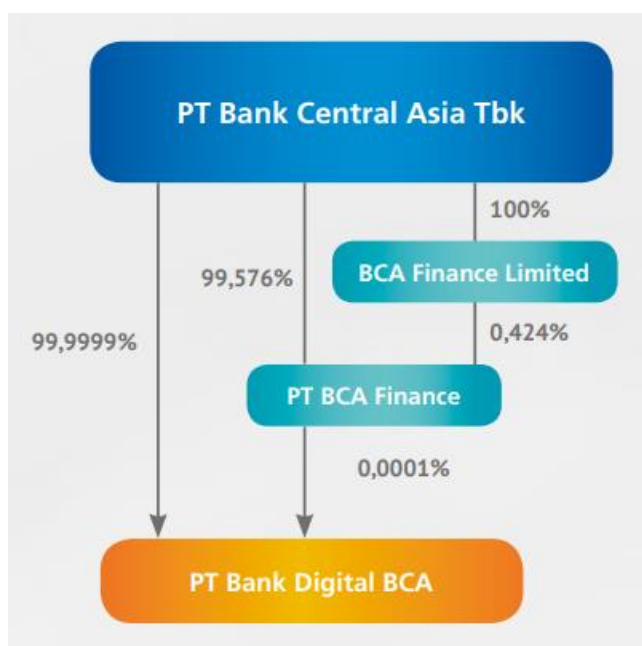 PT Bank Central Asia Tbk
100%
BCA Finance Limited
99,576%
0,424%
99,9999%
PT BCA Finance
0,0001%
PT Bank Digital BCA